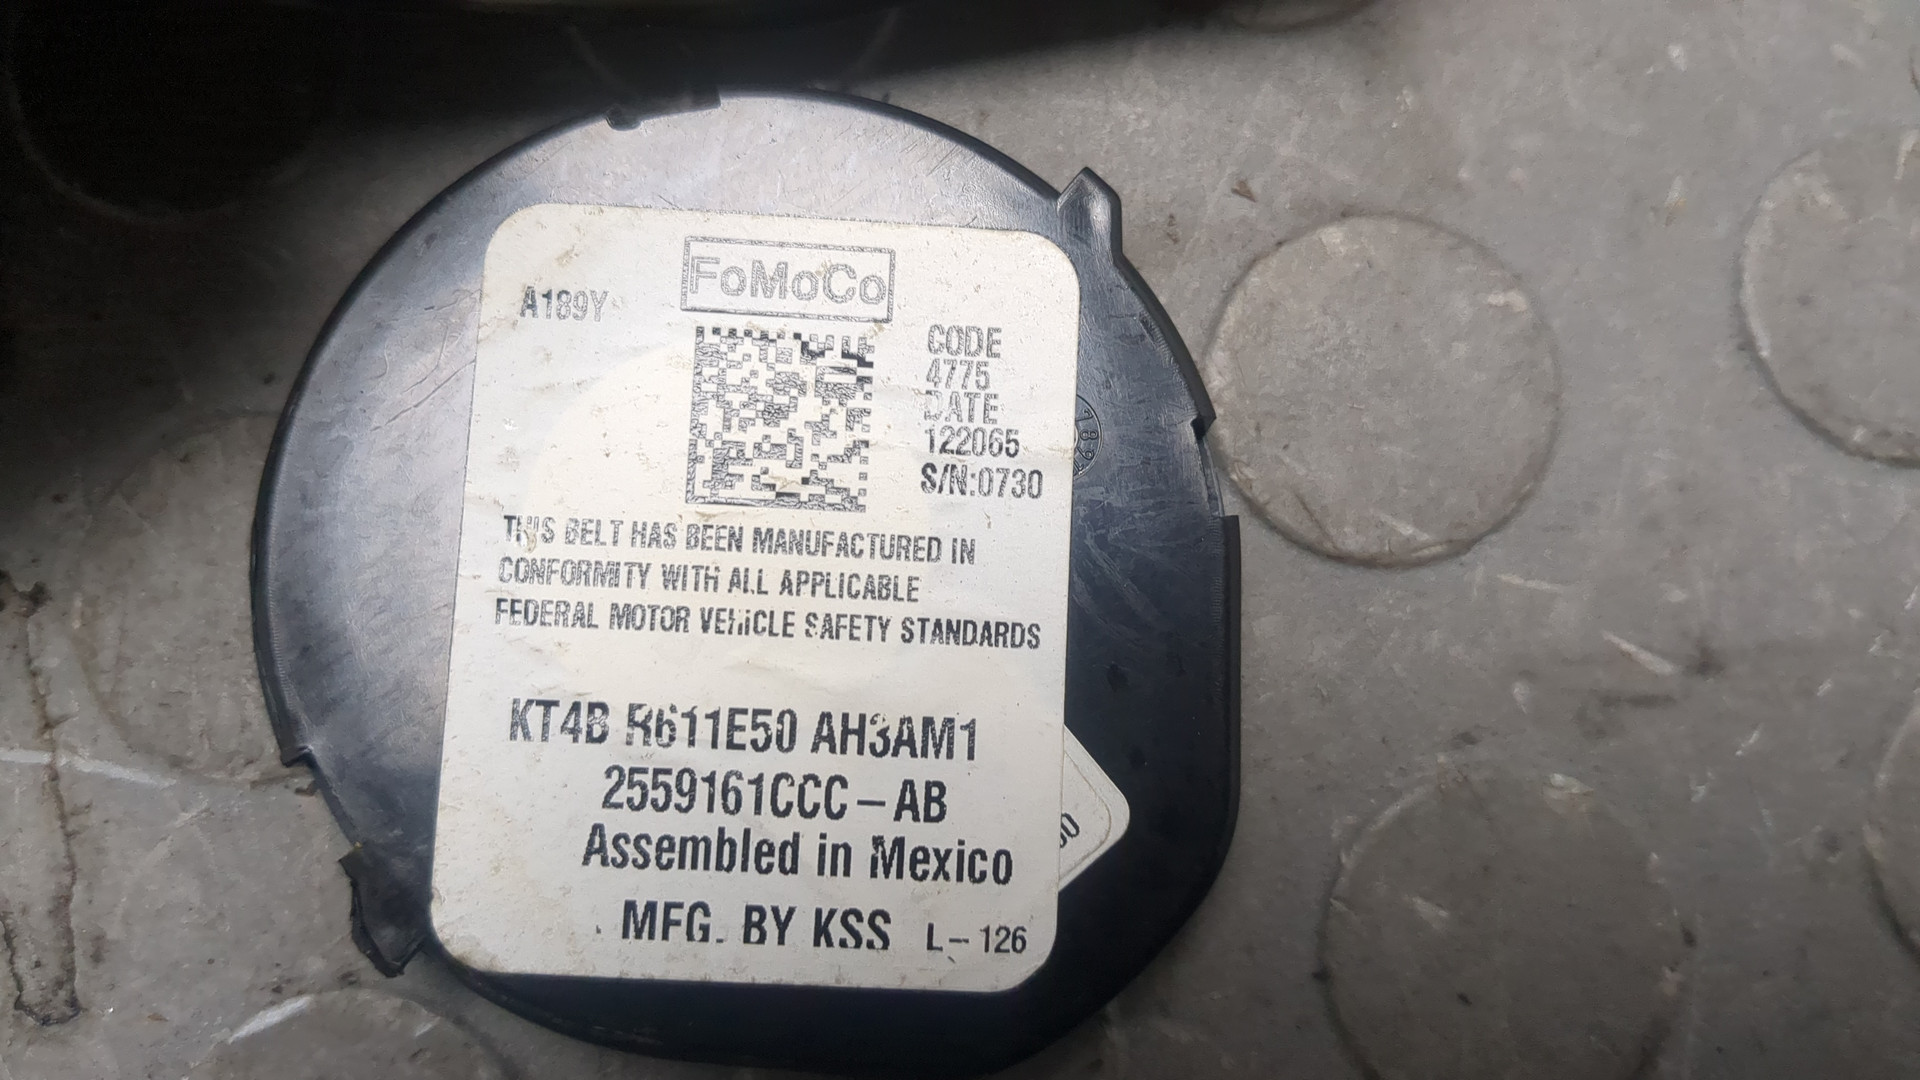 FoMoCo
A189Y
CODE
4775
DATE
122065
S/N:0730
THIS BELT HAS BEEN MANUFACTURED IN
CONFORMITY WITH ALL APPLICABLE
FEDERAL MOTOR VEHICLE SAFETY STANDARDS
KT4B R611E50 AH3AM1
2559161CCC-AB
Assembled in Mexico
MFG. BY KSS L-126